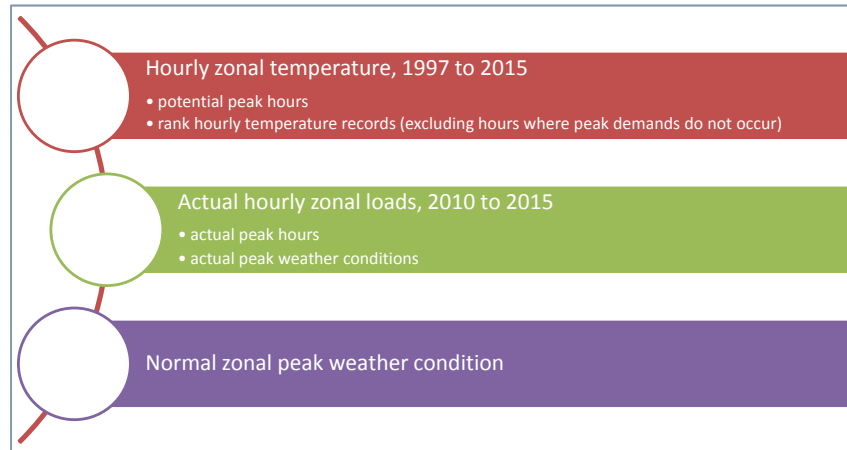 Hourly zonal temperature, 1997 to 2015
• potential peak hours
• rank hourly temperature records (excluding hours where peak demands do not occur)
Actual hourly zonal loads, 2010 to 2015
• actual peak hours
• actual peak weather conditions
Normal zonal peak weather condition